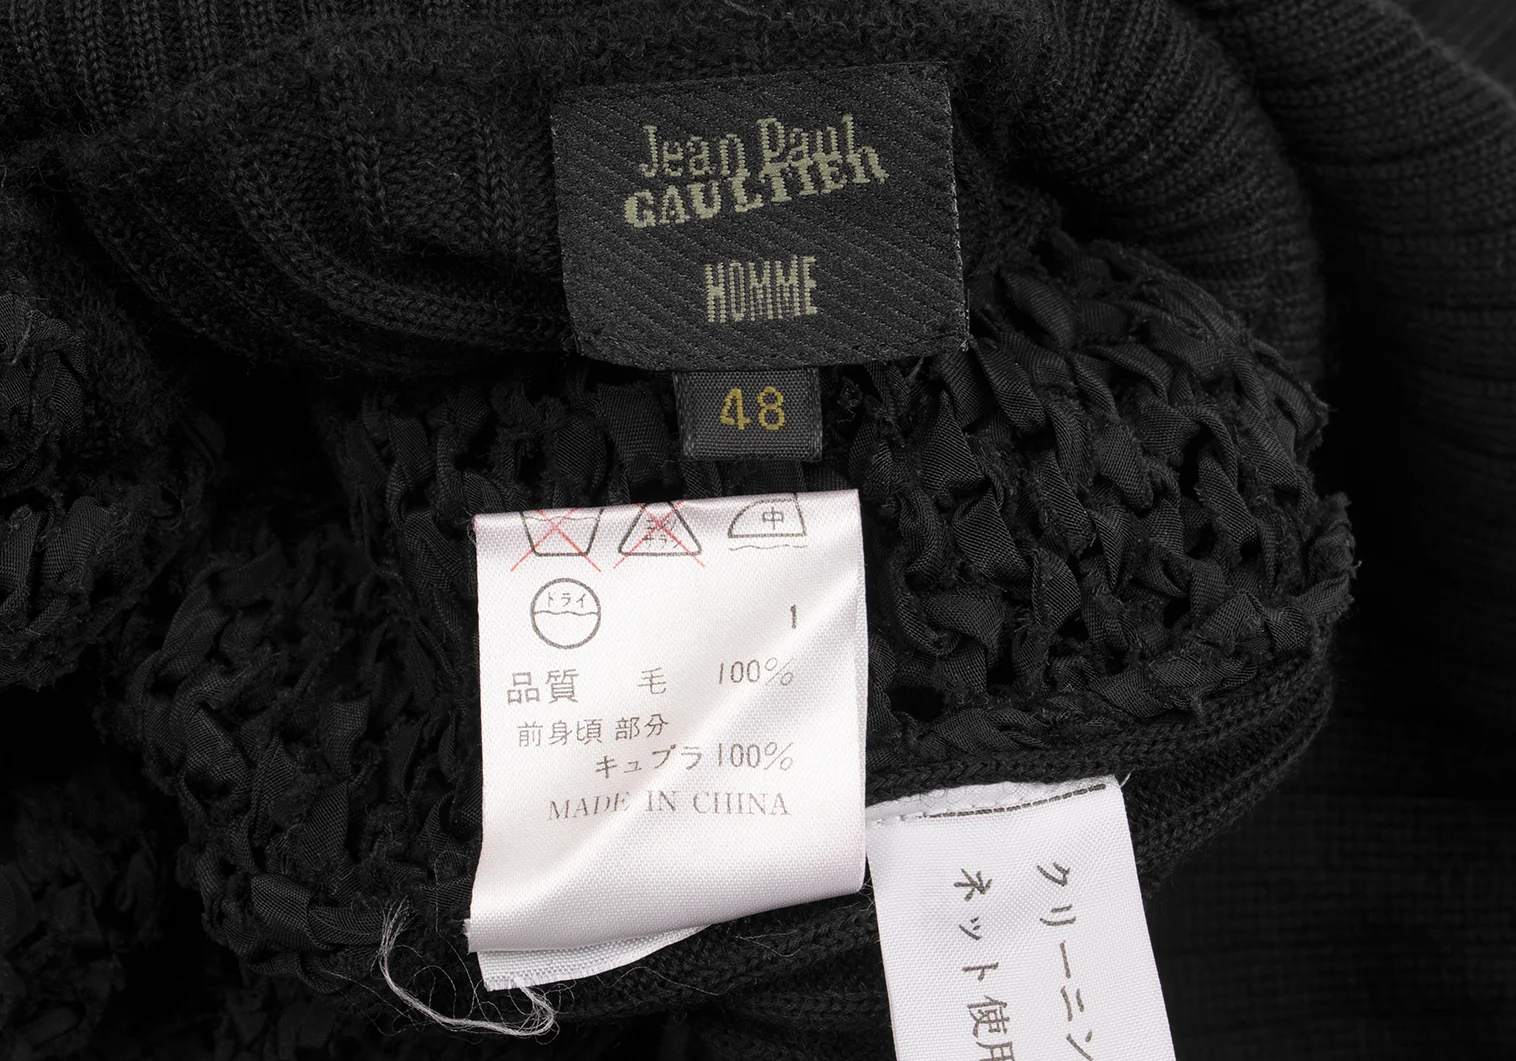 Jean Paul
GAULTIER
HOMME
48
中
ドライ
1
品質 毛 100%
前身頃 部分
キュプラ 100%
MADE IN CHINA
クリーニン
ネット使用